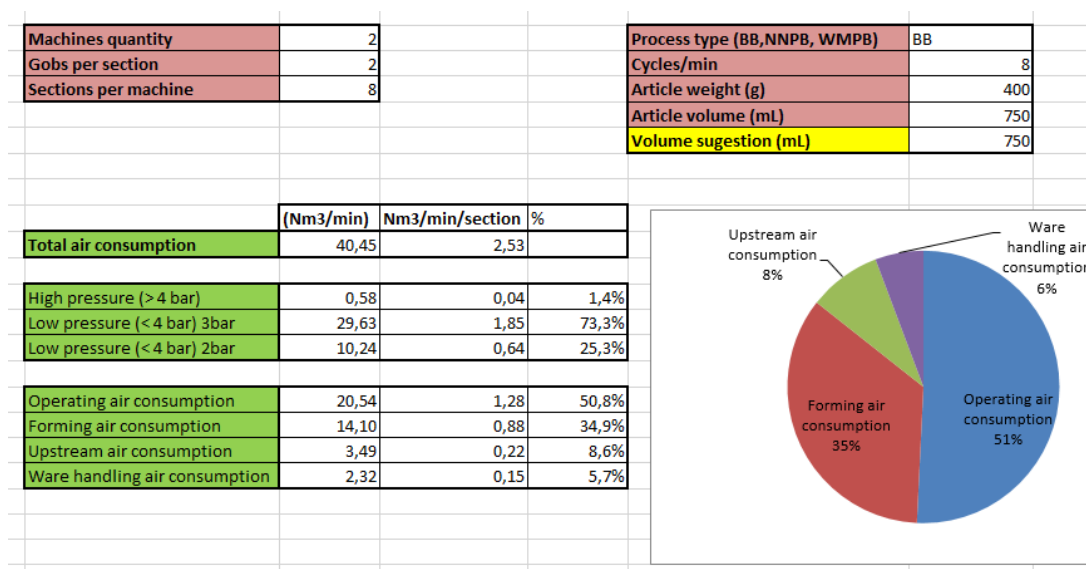 Machines quantity 2
Gobs per section 2
Sections per machine 8
Process type (BB,NNPB, WMPB) BB
Cycles/min 8
Article weight (g) 400
Article volume (mL) 750
Volume sugestion (mL) 750
(Nm3/min) Nm3/min/section %
Total air consumption 40,45 2,53
High pressure (> 4 bar) 0,58 0,04 1,4%
Low pressure (< 4 bar) 3bar 29,63 1,85 73,3%
Low pressure (< 4 bar) 2bar 10,24 0,64 25,3%
Operating air consumption 20,54 1,28 50,8%
Forming air consumption 14,10 0,88 34,9%
Upstream air consumption 3,49 0,22 8,6%
Ware handling air consumption 2,32 0,15 5,7%
Upstream air
consumption
8%
Ware
handling air
consumption
6%
Forming air
consumption
35%
Operating air
consumption
51%